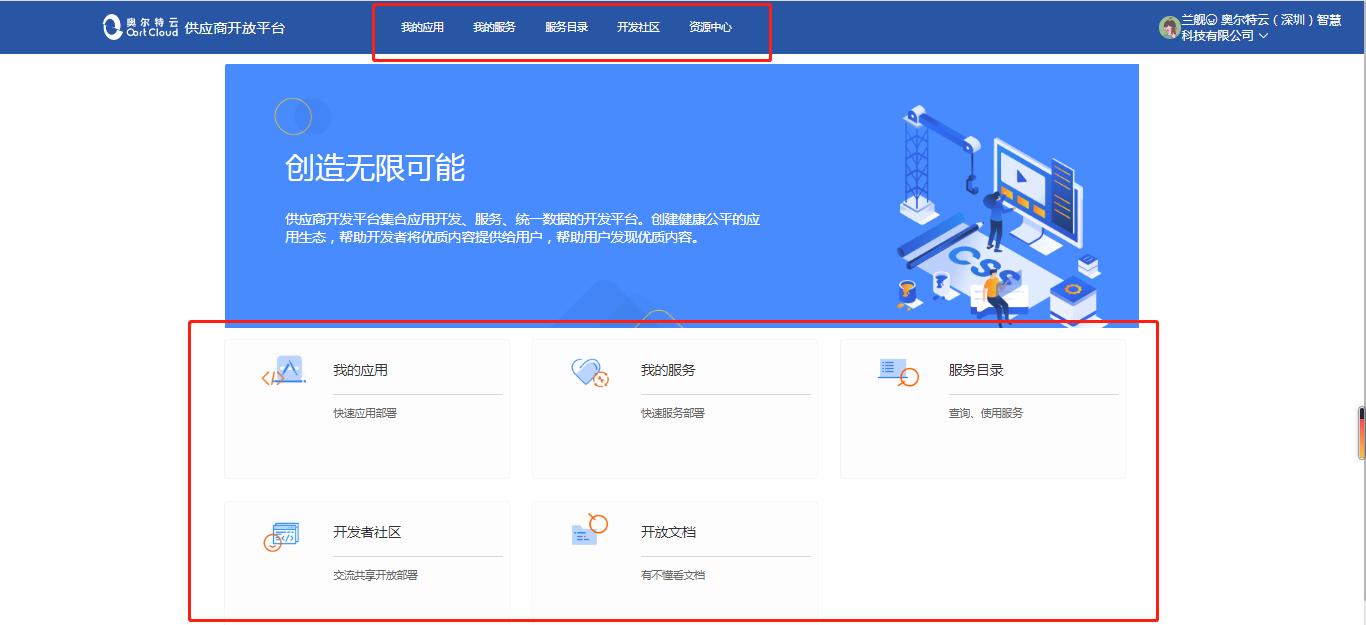 奥尔特云
OortCloud
供应商开放平台
我的应用 我的服务 服务目录 开发社区 资源中心
兰舰 奥尔特云（深圳）智慧
科技有限公司
创造无限可能
供应商开发平台集合应用开发、服务、统一数据的开发平台。创建健康公平的应
用生态，帮助开发者将优质内容提供给用户，帮助用户发现优质内容。
CSS
我的应用
快速应用部署
我的服务
快速服务部署
服务目录
查询、使用服务
开发者社区
交流共享开放部署
开放文档
有不懂看文档